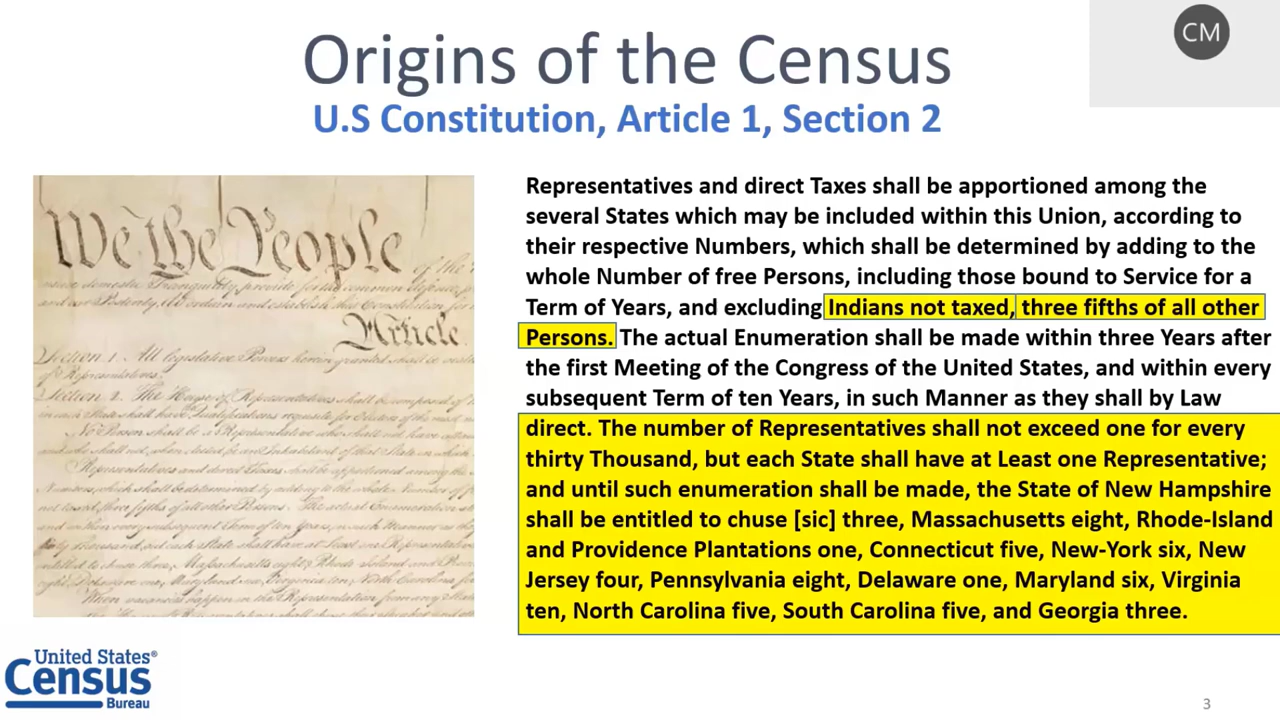 CM
Origins of the Census
U.S Constitution, Article 1, Section 2
We the People
Article
Representatives and direct Taxes shall be apportioned among the
several States which may be included within this Union, according to
their respective Numbers, which shall be determined by adding to the
whole Number of free Persons, including those bound to Service for a
Term of Years, and excluding Indians not taxed, three fifths of all other
Persons. The actual Enumeration shall be made within three Years after
the first Meeting of the Congress of the United States, and within every
subsequent Term of ten Years, in such Manner as they shall by Law
direct. The number of Representatives shall not exceed one for every
thirty Thousand, but each State shall have at Least one Representative;
and until such enumeration shall be made, the State of New Hampshire
shall be entitled to chuse [sic] three, Massachusetts eight, Rhode-Island
and Providence Plantations one, Connecticut five, New-York six, New
Jersey four, Pennsylvania eight, Delaware one, Maryland six, Virginia
ten, North Carolina five, South Carolina five, and Georgia three.
United States®
Census
Bureau
3